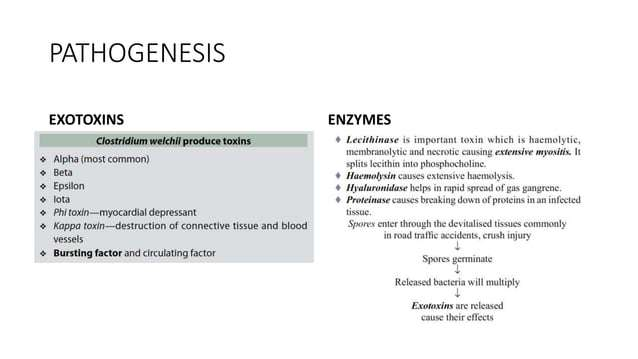 PATHOGENESIS
EXOTOXINS
Clostridium welchii produce toxins
❖ Alpha (most common)
❖ Beta
❖ Epsilon
❖ Iota
❖ Phi toxin—myocardial depressant
❖ Kappa toxin—destruction of connective tissue and blood
vessels
❖ Bursting factor and circulating factor
ENZYMES
♦ Lecithinase is important toxin which is haemolytic,
membranolytic and necrotic causing extensive myositis. It
splits lecithin into phosphocholine.
♦ Haemolysin causes extensive haemolysis.
♦ Hyaluronidase helps in rapid spread of gas gangrene.
♦ Proteinase causes breaking down of proteins in an infected
tissue.
Spores enter through the devitalised tissues commonly
in road traffic accidents, crush injury
↓
Spores germinate
↓
Released bacteria will multiply
↓
Exotoxins are released
cause their effects